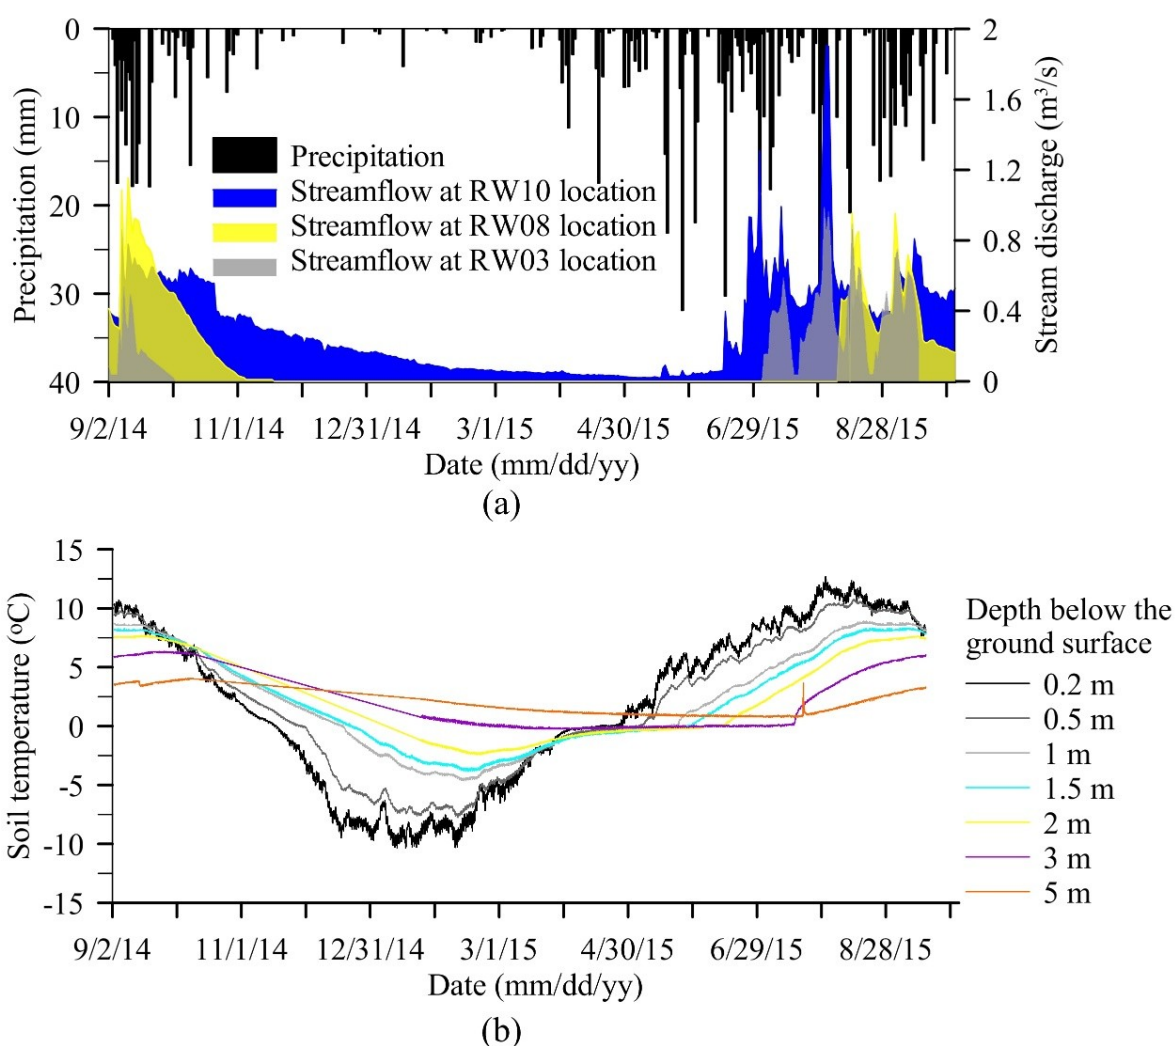 0
10
20
30
40
Precipitation (mm)
2
1.6
1.2
0.8
0.4
0
Stream discharge (m³/s)
Precipitation
Streamflow at RW10 location
Streamflow at RW08 location
Streamflow at RW03 location
9/2/14 11/1/14 12/31/14 3/1/15 4/30/15 6/29/15 8/28/15
Date (mm/dd/yy)
(a)
15
10
5
0
-5
-10
-15
Soil temperature (ºC)
Depth below the
ground surface
0.2 m
0.5 m
1 m
1.5 m
2 m
3 m
5 m
9/2/14 11/1/14 12/31/14 3/1/15 4/30/15 6/29/15 8/28/15
Date (mm/dd/yy)
(b)